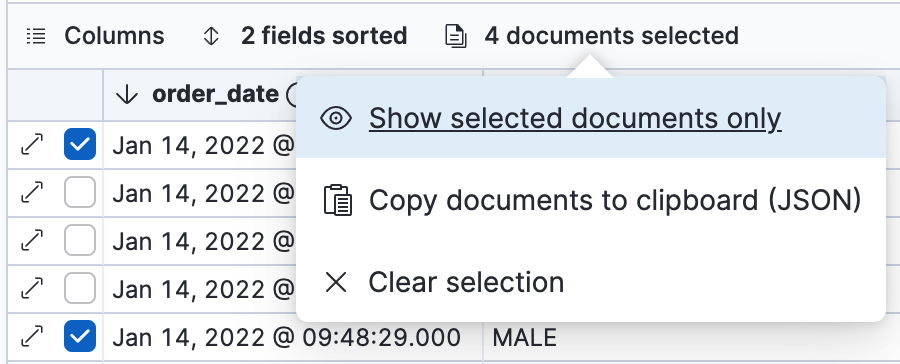 Columns 2 fields sorted 4 documents selected
order_date
Show selected documents only
Jan 14, 2022 @
Jan 14, 2022 @
Copy documents to clipboard (JSON)
Jan 14, 2022 @
Jan 14, 2022 @
Clear selection
Jan 14, 2022 @ 09:48:29.000 MALE